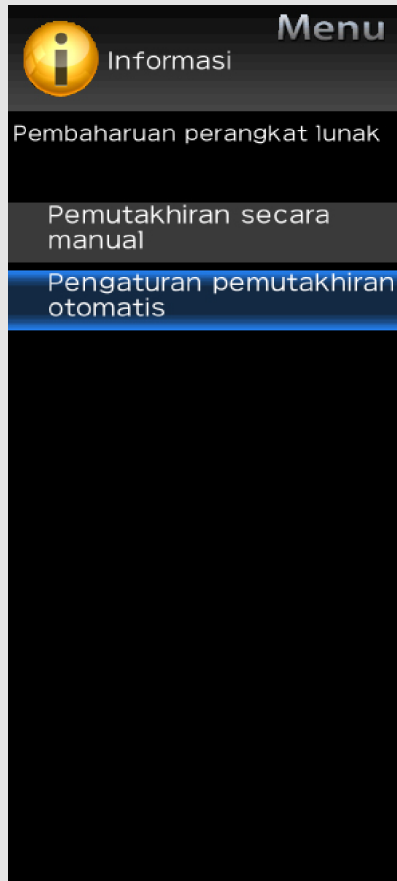 Menu
Informasi
Pembaharuan perangkat lunak
Pemutakhiran secara
manual
Pengaturan pemutakhiran
otomatis